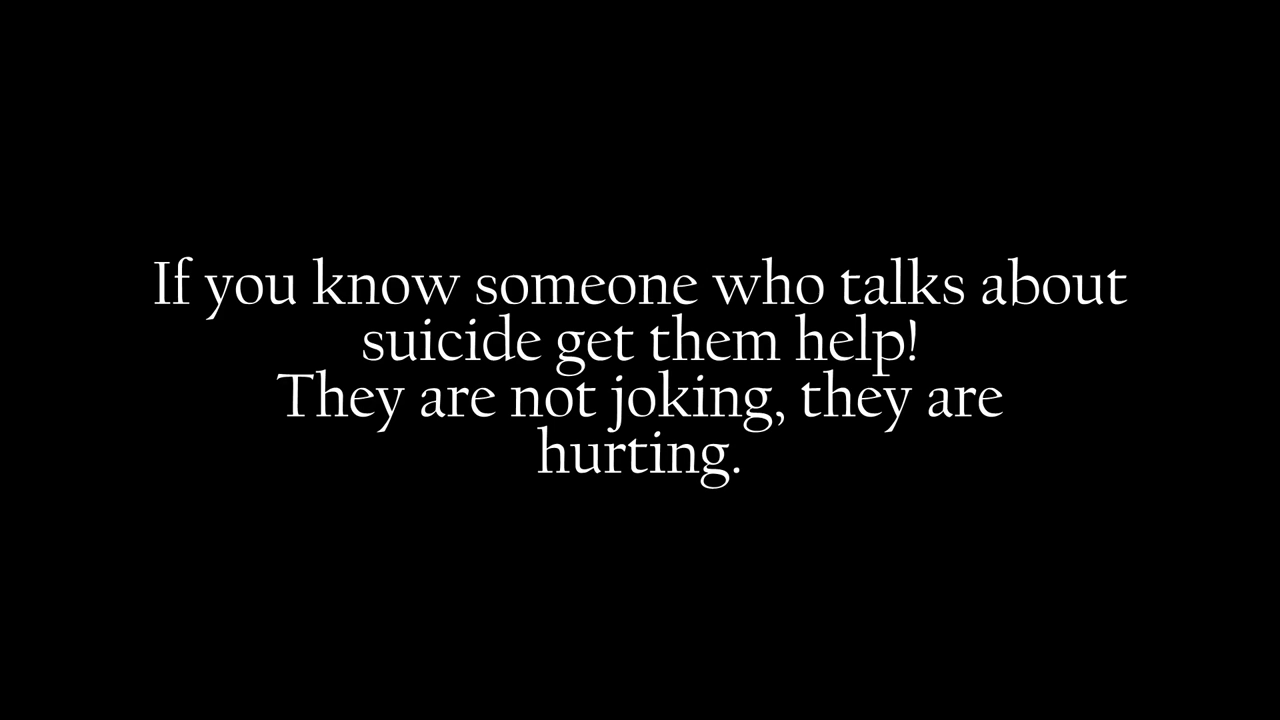 If you know someone who talks about
suicide get them help!
They are not joking, they are
hurting.